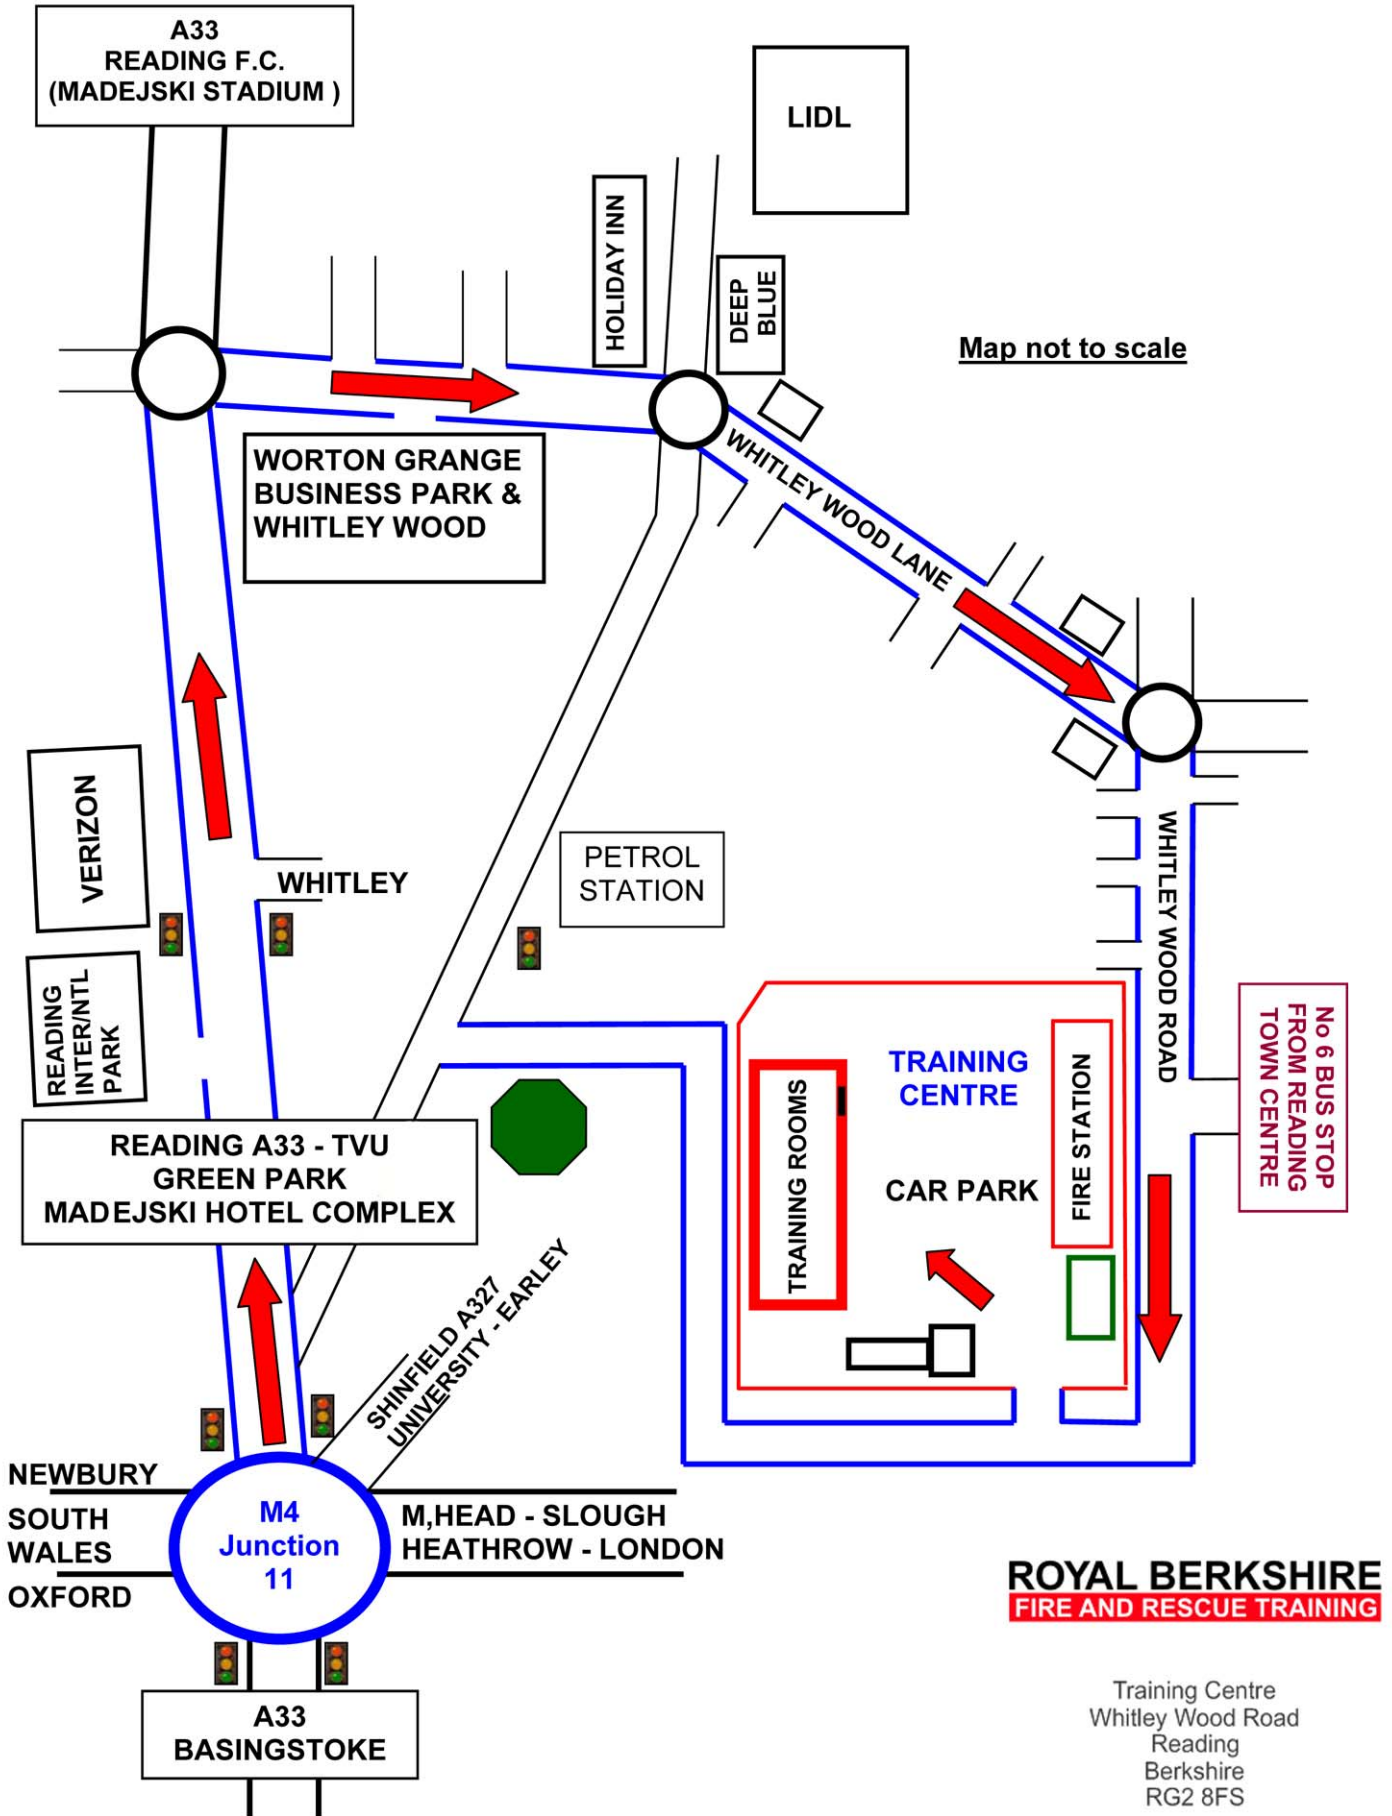 A33
READING F.C.
(MADEJSKI STADIUM )
LIDL
HOLIDAY INN
DEEP
BLUE
Map not to scale
WORTON GRANGE
BUSINESS PARK &
WHITLEY WOOD
WHITLEY WOOD LANE
VERIZON
WHITLEY
PETROL
STATION
WHITLEY WOOD ROAD
READING
INTER/NTL
PARK
No 6 BUS STOP
FROM READING
TOWN CENTRE
TRAINING
CENTRE
TRAINING ROOMS
FIRE STATION
CAR PARK
READING A33 - TVU
GREEN PARK
MADEJSKI HOTEL COMPLEX
SHINFIELD A327
UNIVERSITY - EARLEY
NEWBURY
SOUTH
WALES
OXFORD
M4
Junction
11
M,HEAD - SLOUGH
HEATHROW - LONDON
A33
BASINGSTOKE
ROYAL BERKSHIRE
FIRE AND RESCUE TRAINING
Training Centre
Whitley Wood Road
Reading
Berkshire
RG2 8FS